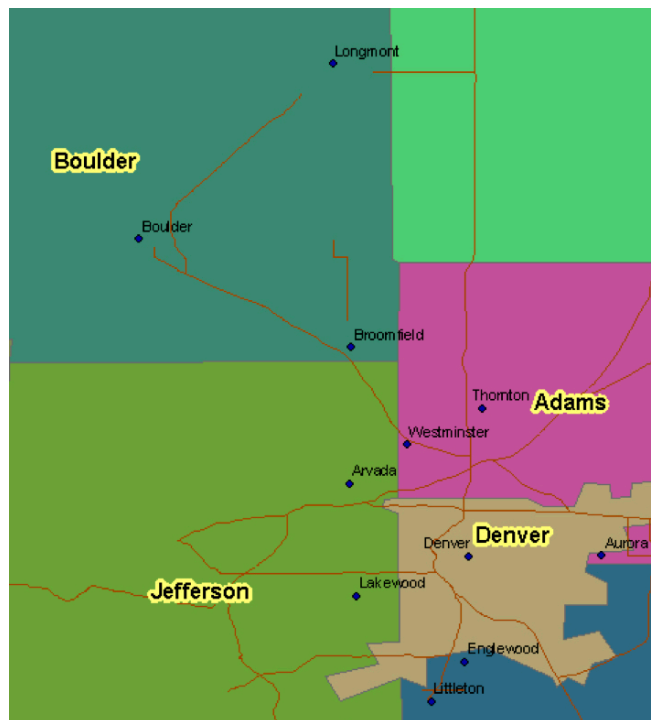 Longmont
Boulder
Boulder
Broomfield
Thornton
Adams
Westminster
Arvada
Denver
Denver
Aurora
Jefferson
Lakewood
Englewood
Littleton